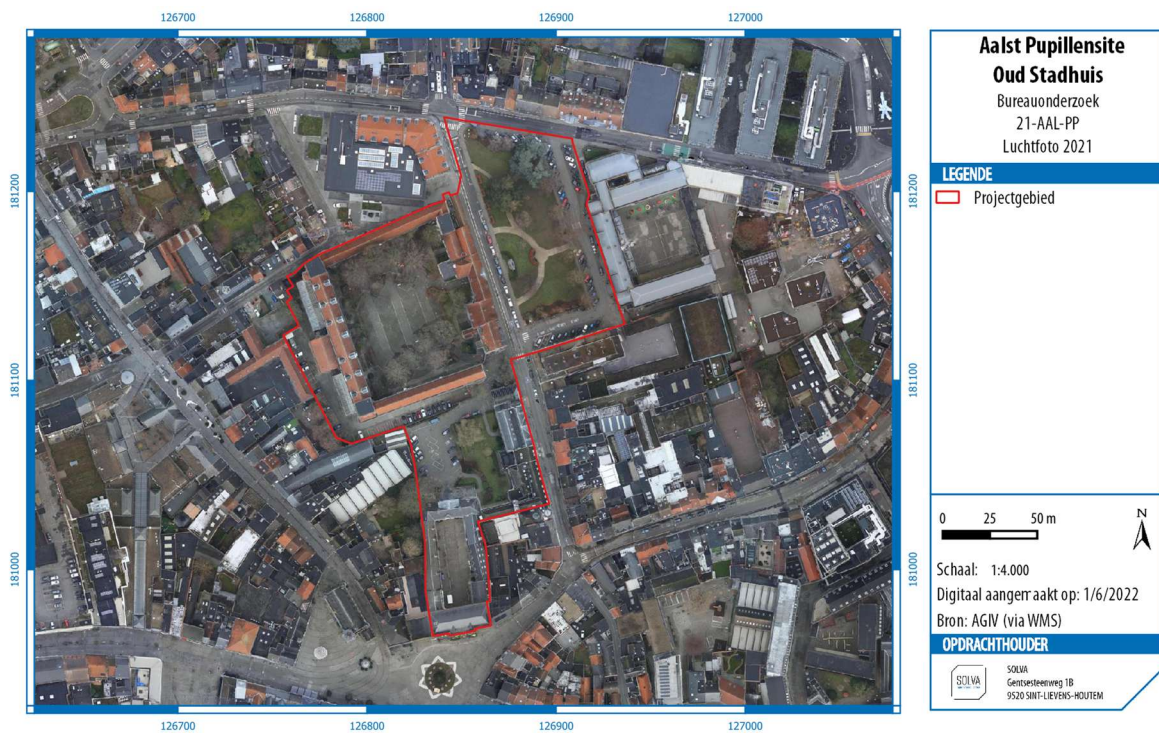 126700
126800
126900
127000
181200
181100
181000
181200
181100
181000
126700
126800
126900
127000
Aalst Pupillensite
Oud Stadhuis
Bureauonderzoek
21-AAL-PP
Luchtfoto 2021
LEGENDE
Projectgebied
0 25 50 m
N
Schaal: 1:4.000
Digitaal aangemaakt op: 1/6/2022
Bron: AGIV (via WMS)
OPDRACHTHOUDER
SOLVA
SOLVA
Gentsesteenweg 1B
9520 SINT-LIEVENS-HOUTEM